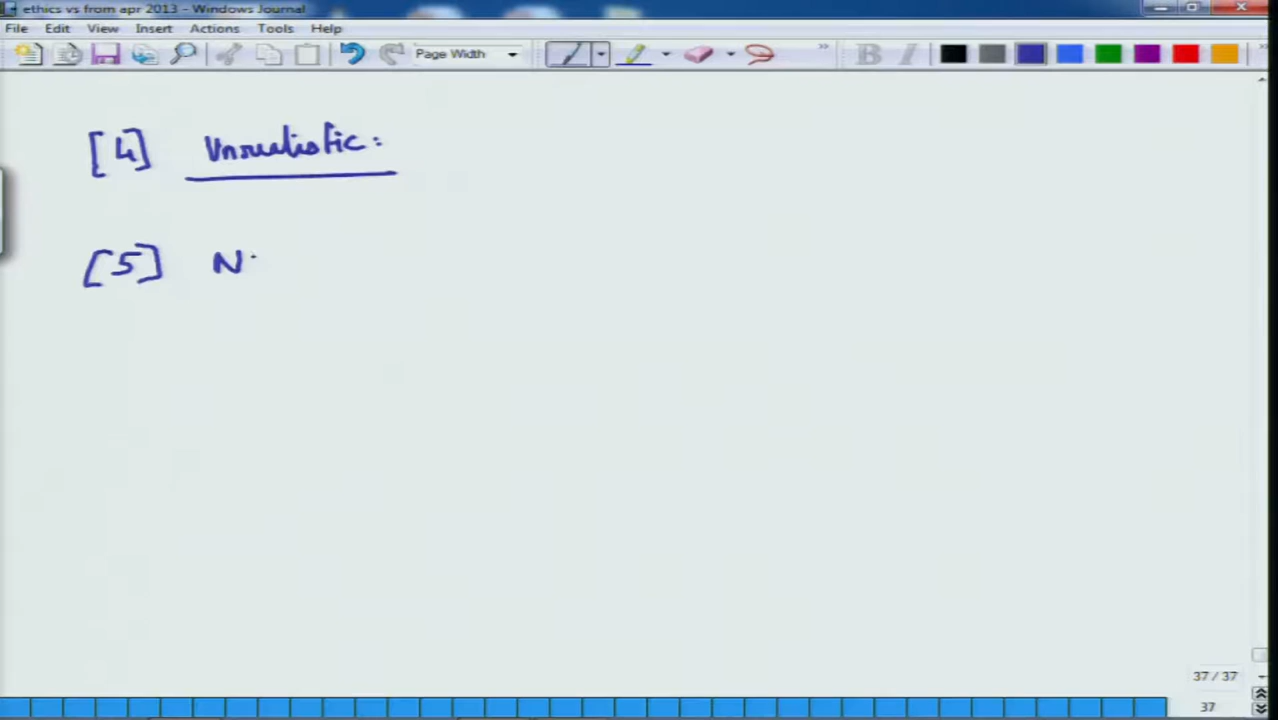 ethics vs from apr 2013 - Windows Journal
File Edit View Insert Actions Tools Help
Page Width B I
[4] Unrealistic:
[5] N
37 / 37
37